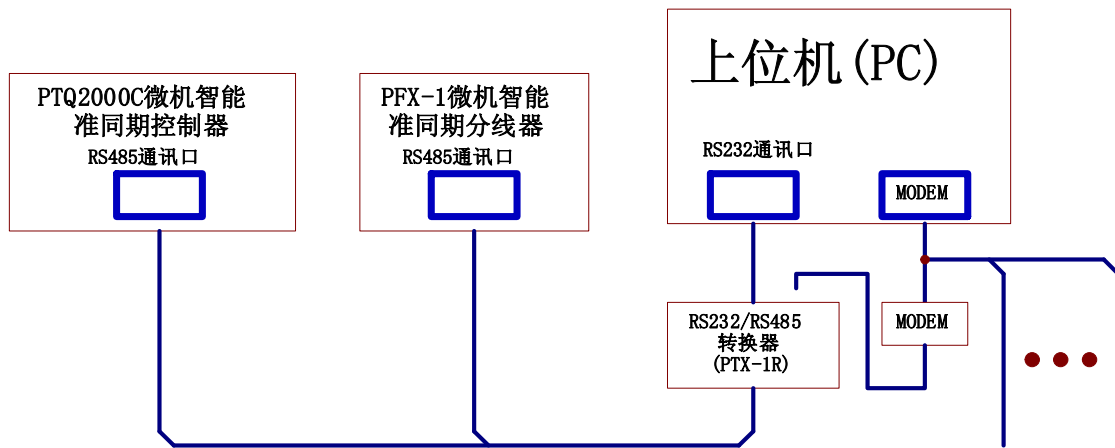 PTQ2000C微机智能
准同期控制器
RS485通讯口
PFX-1微机智能
准同期分线器
RS485通讯口
上位机(PC)
RS232通讯口
MODEM
RS232/RS485
转换器
(PTX-1R)
MODEM